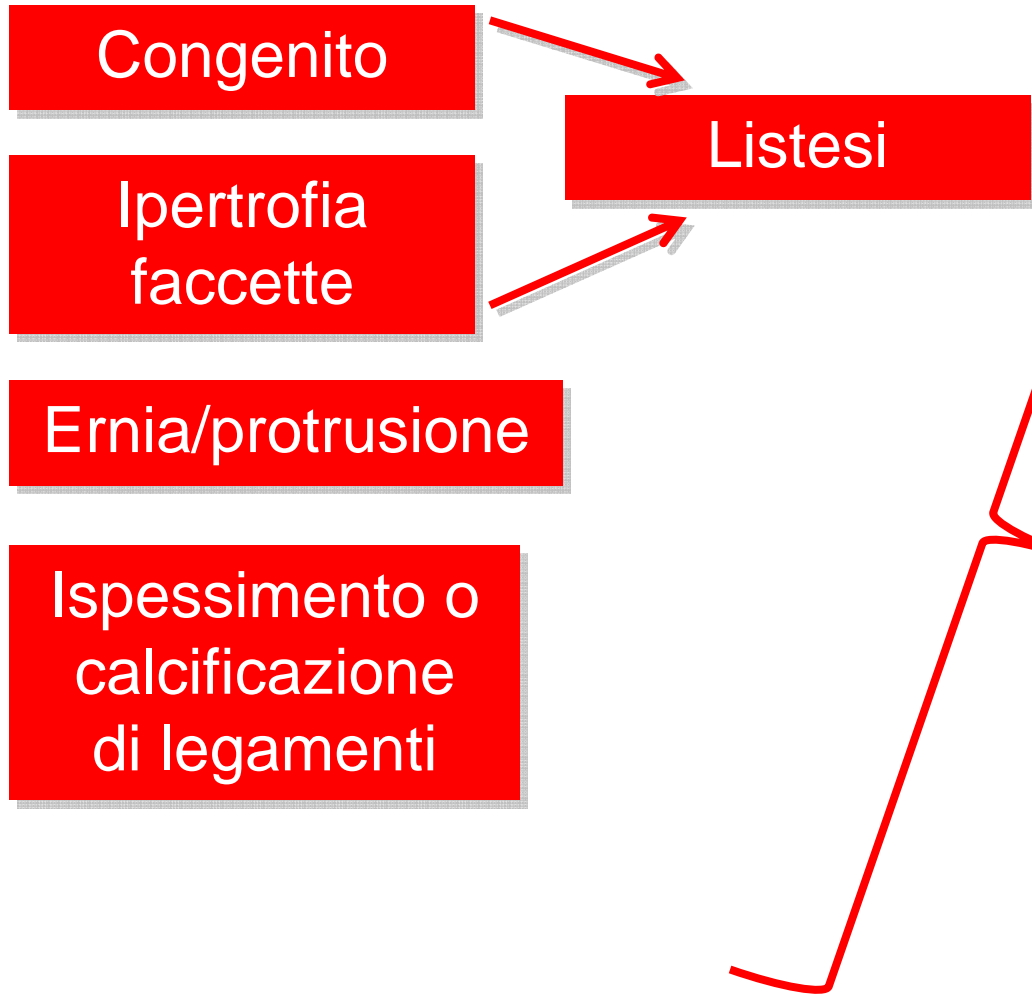 Congenito
Listesi
Ipertrofia
faccette
Ernia/protrusione
Ispessimento o
calcificazione
di legamenti